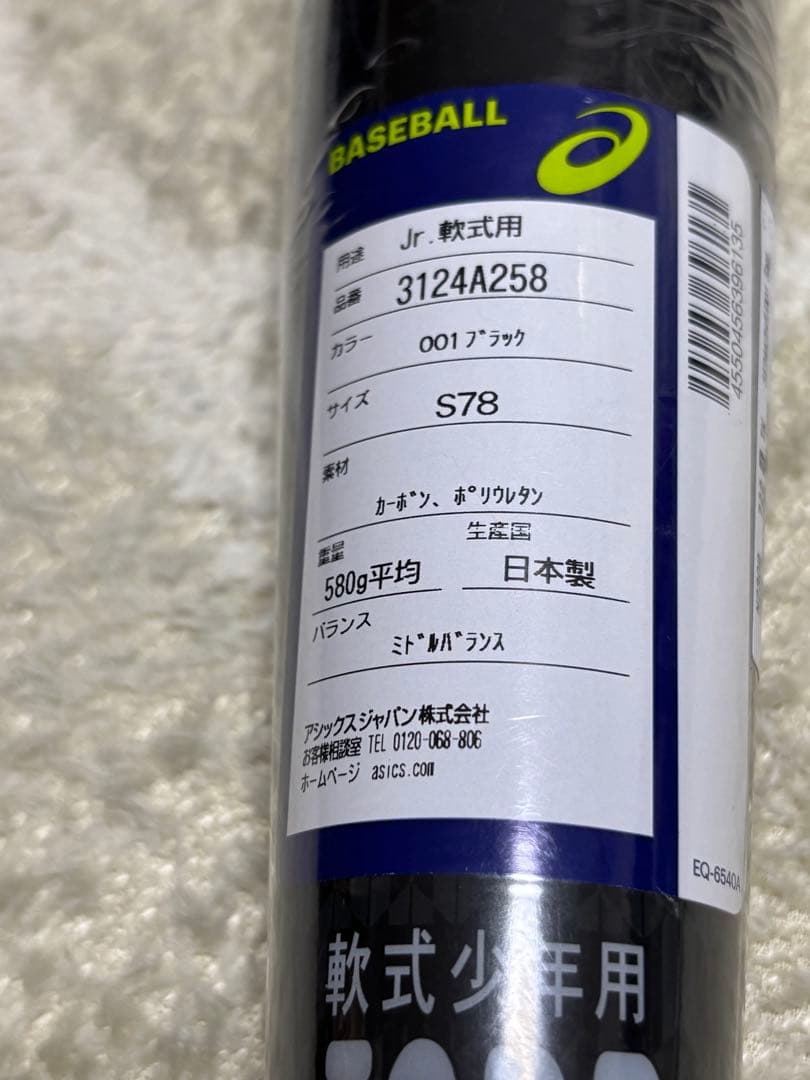 BASEBALL
用途 Jr.軟式用
品番 3124A258
カラー 001ﾌﾞﾗｯｸ
サイズ S78
素材
ｶｰﾎﾞﾝ、ﾎﾟﾘｳﾚﾀﾝ
重量 生産国
580g平均 日本製
バランス ﾐﾄﾞﾙﾊﾞﾗﾝｽ
アシックスジャパン株式会社
お客様相談室 TEL 0120-068-806
ホームページ asics.com
4550456396135
EQ-6540A
軟式少年用